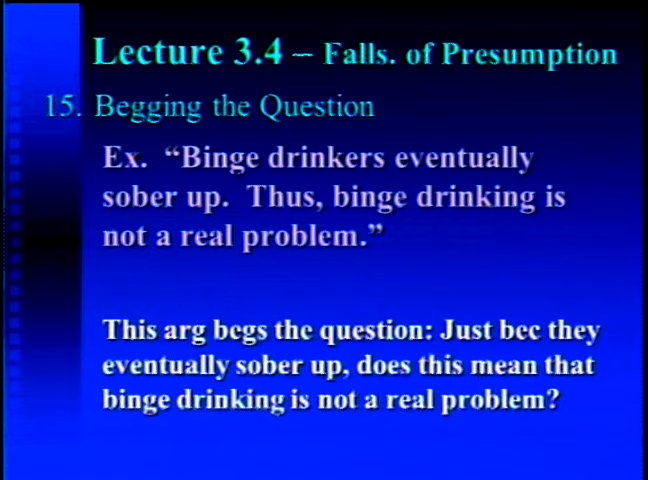 Lecture 3.4 – Falls. of Presumption
15. Begging the Question
Ex. “Binge drinkers eventually
sober up. Thus, binge drinking is
not a real problem.”
This arg begs the question: Just bec they
eventually sober up, does this mean that
binge drinking is not a real problem?